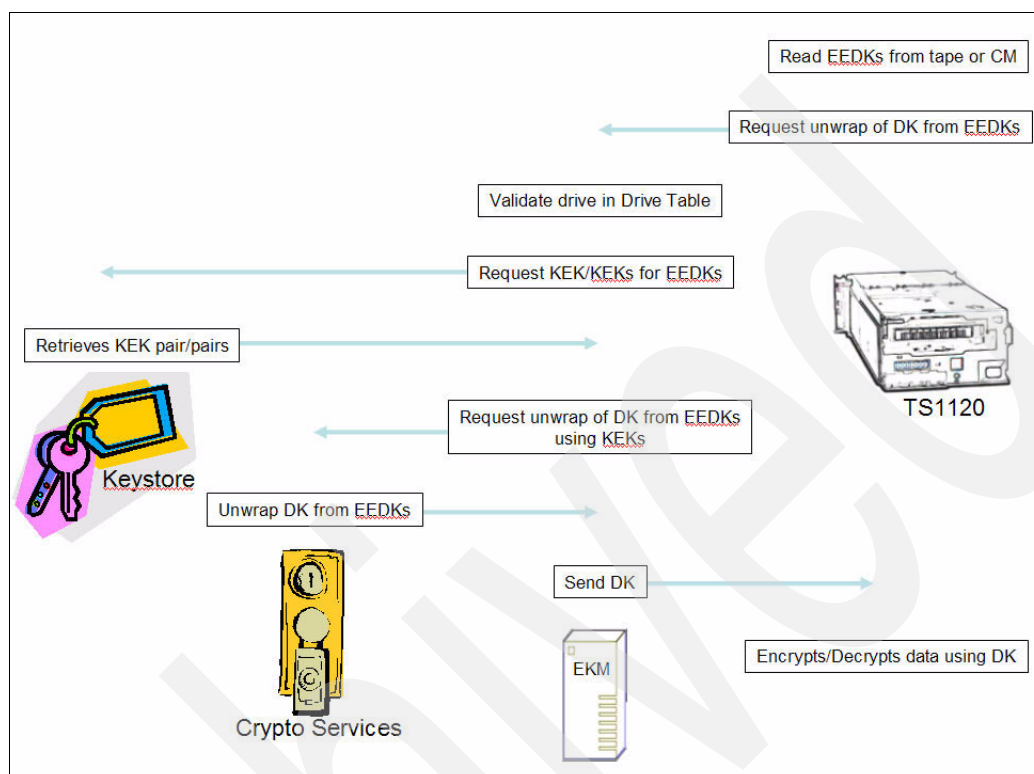 Read EEDKs from tape or CM
Request unwrap of DK from EEDKs
Validate drive in Drive Table
Request KEK/KEKs for EEDKs
Retrieves KEK pair/pairs
TS1120
Request unwrap of DK from EEDKs
using KEKs
Keystore
Unwrap DK from EEDKs
Send DK
EKM
Encrypts/Decrypts data using DK
Crypto Services